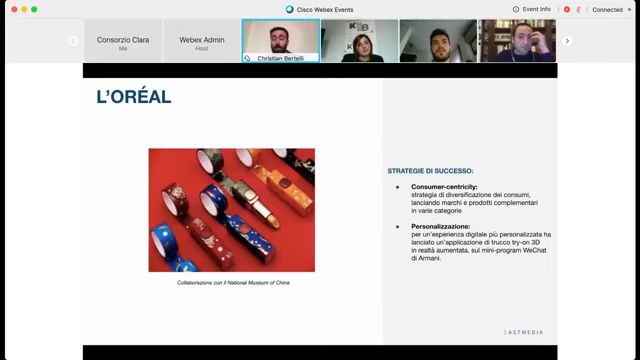 Cisco Webex Events
Event Info
Connected
Consorzio Clara
Me
Webex Admin
Host
Christian Bertelli
L'ORÉAL
STRATEGIE DI SUCCESSO:
Consumer-centricity:
strategia di diversificazione dei consumi,
lanciando marchi e prodotti complementari
in varie categorie
Personalizzazione:
per un'esperienza digitale più personalizzata ha
lanciato un'applicazione di trucco try-on 3D
in realtà aumentata, sul mini-program WeChat
di Armani.
Collaborazione con il National Museum of China
EASTMEDIA